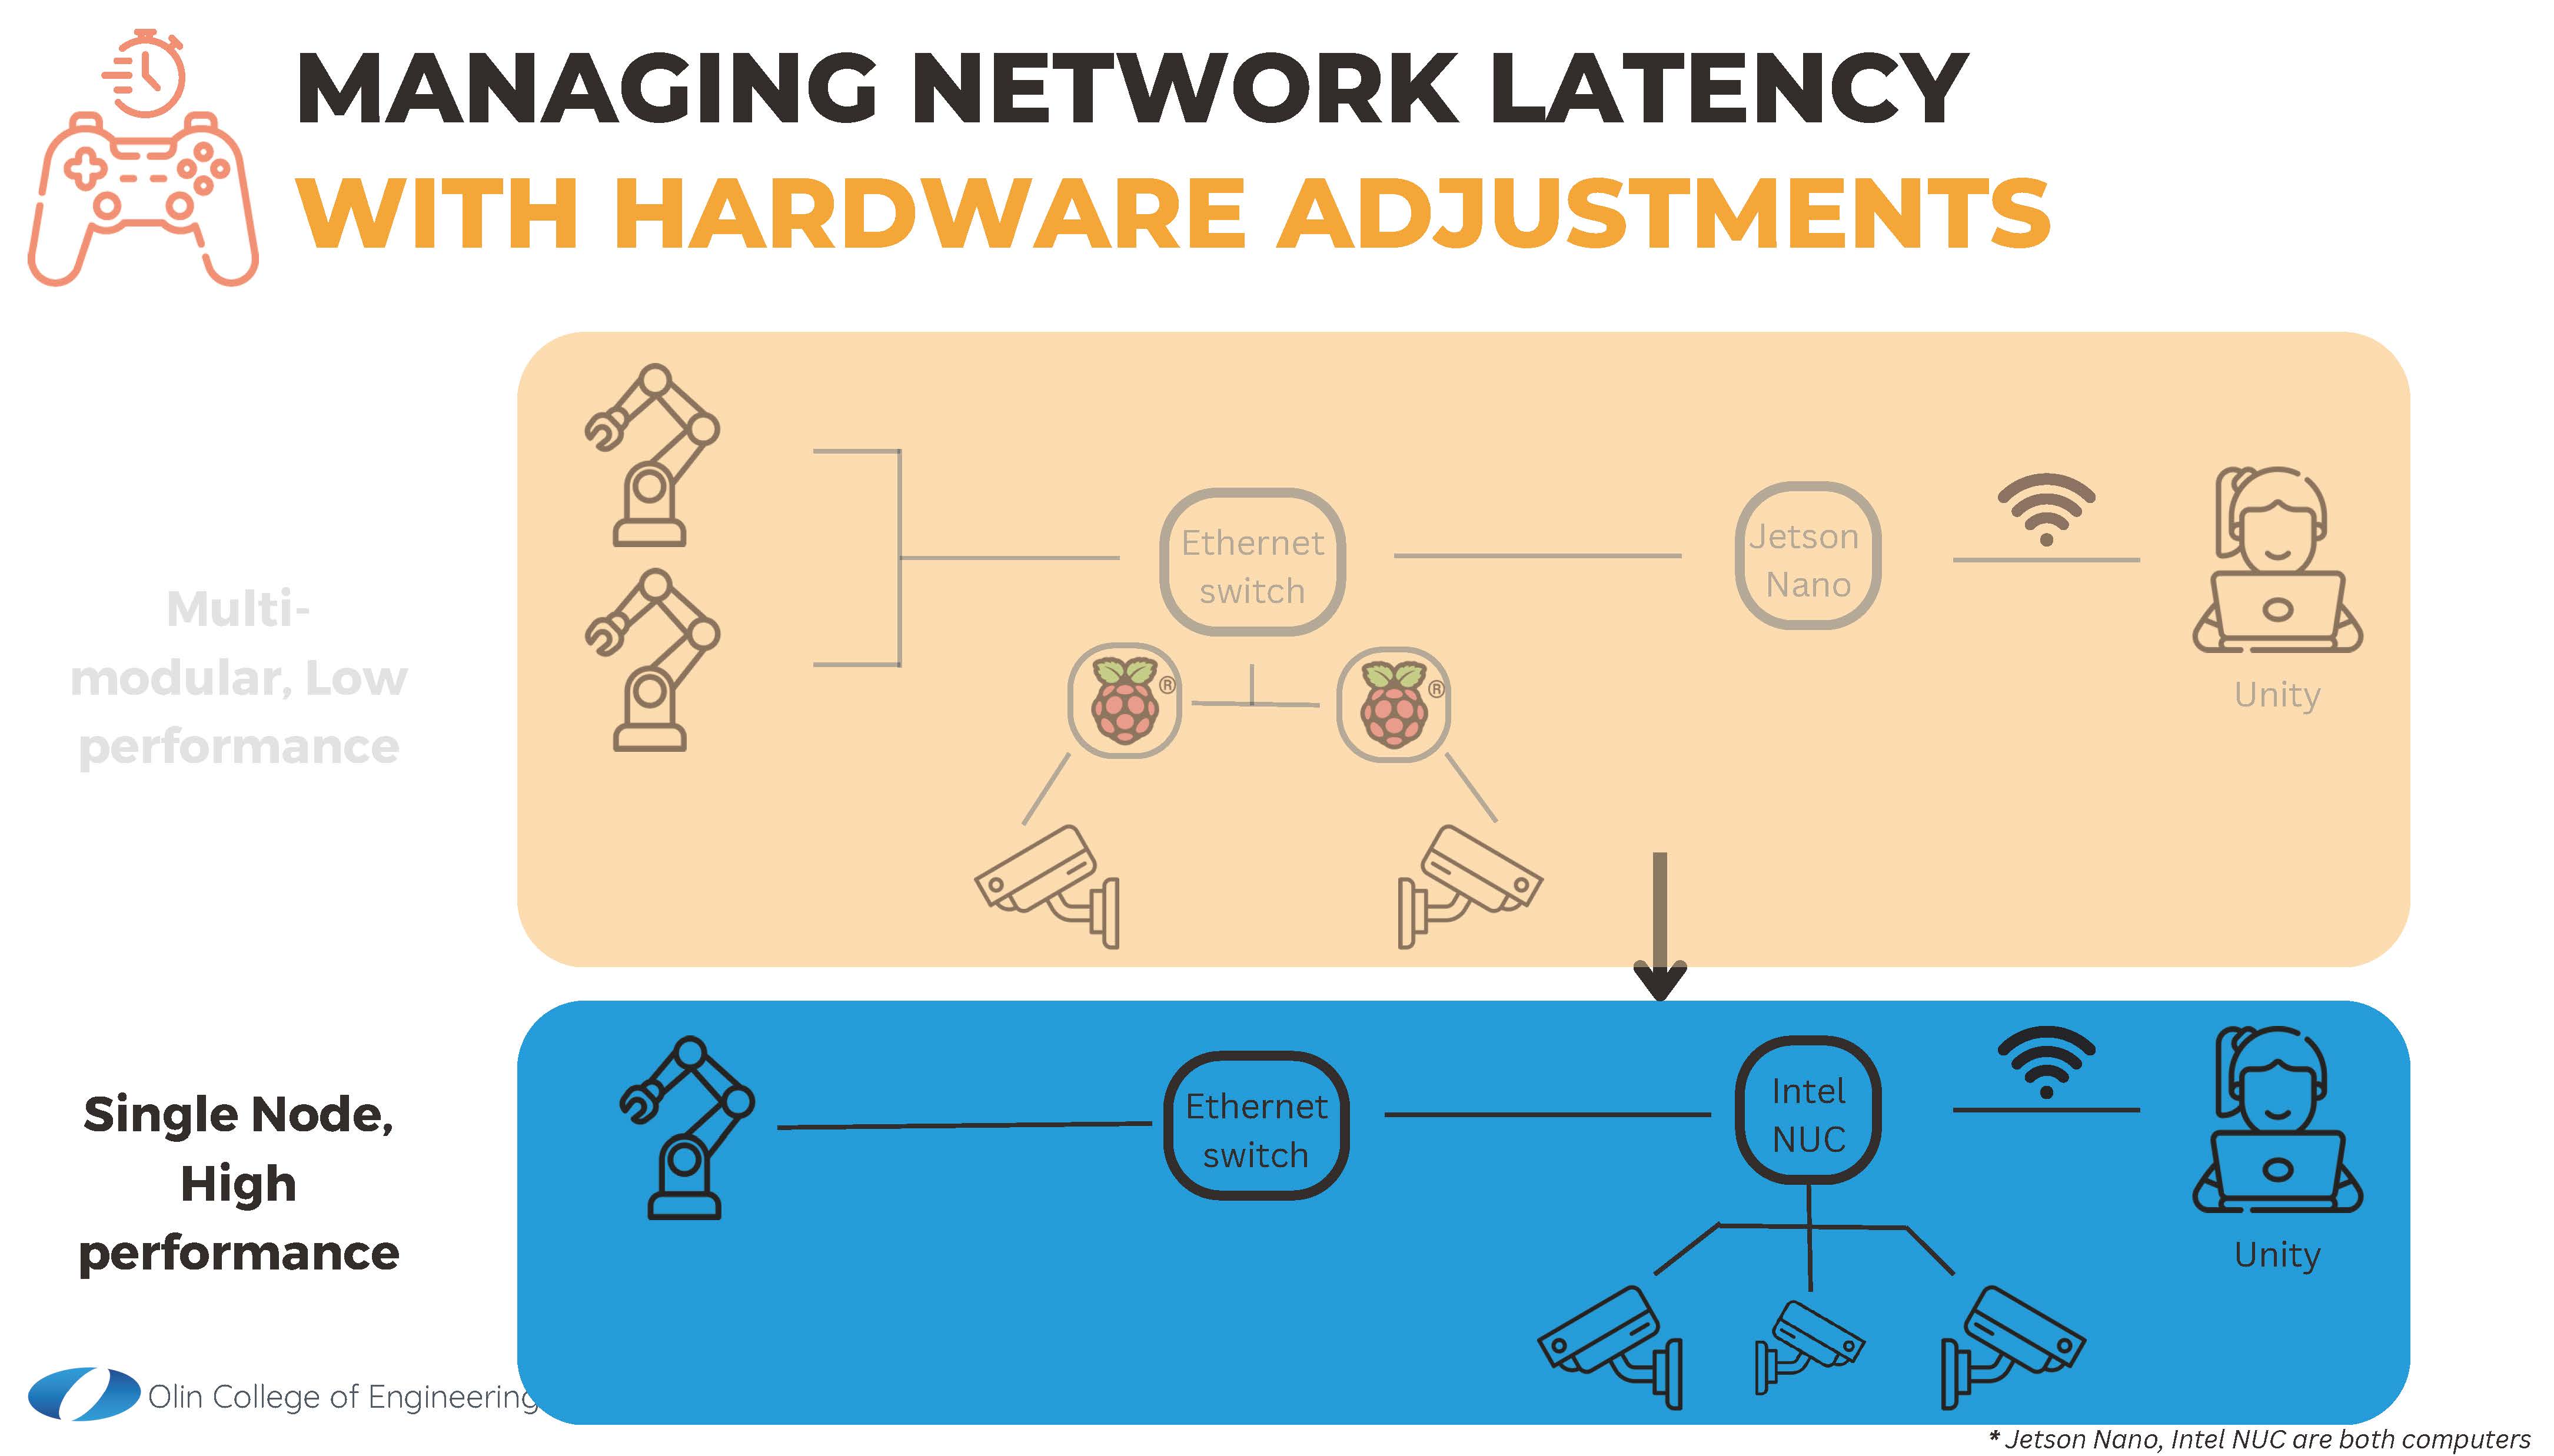 MANAGING NETWORK LATENCY
WITH HARDWARE ADJUSTMENTS
Multi-
modular, Low
performance
Ethernet
switch
Jetson
Nano
®
®
Unity
Single Node,
High
performance
Ethernet
switch
Intel
NUC
Unity
Olin College of Engineering
* Jetson Nano, Intel NUC are both computers